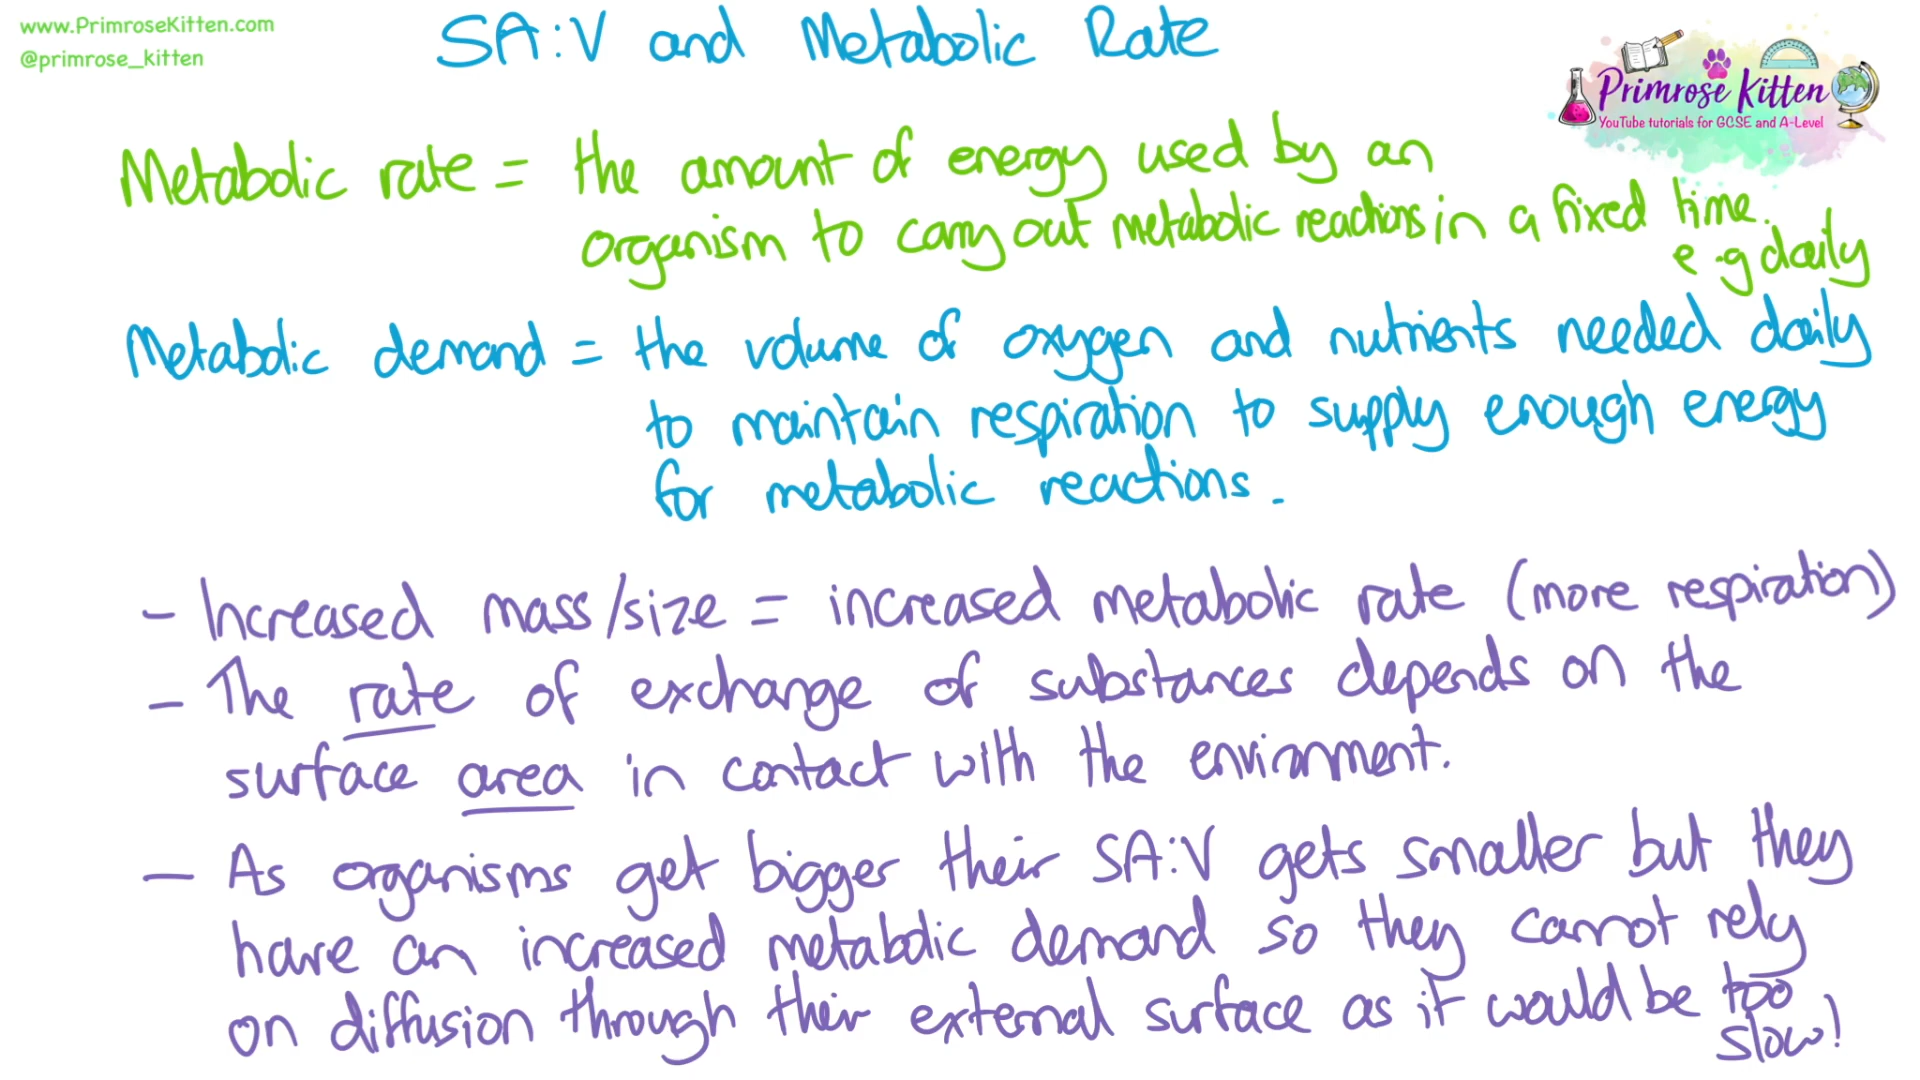 www.PrimroseKitten.com
@primrose_kitten
SA:V and Metabolic Rate
Primrose Kitten
YouTube tutorials for GCSE and A-Level
Metabolic rate = the amount of energy used by an
organism to carry out metabolic reactions in a fixed time.
e.g daily
Metabolic demand = the volume of oxygen and nutrients needed daily
to maintain respiration to supply enough energy
for metabolic reactions.
- Increased mass/size = increased metabolic rate (more respiration)
- The rate of exchange of substances depends on the
surface area in contact with the environment.
- As organisms get bigger their SA:V gets smaller but they
have an increased metabolic demand so they cannot rely
on diffusion through their external surface as it would be too
slow!